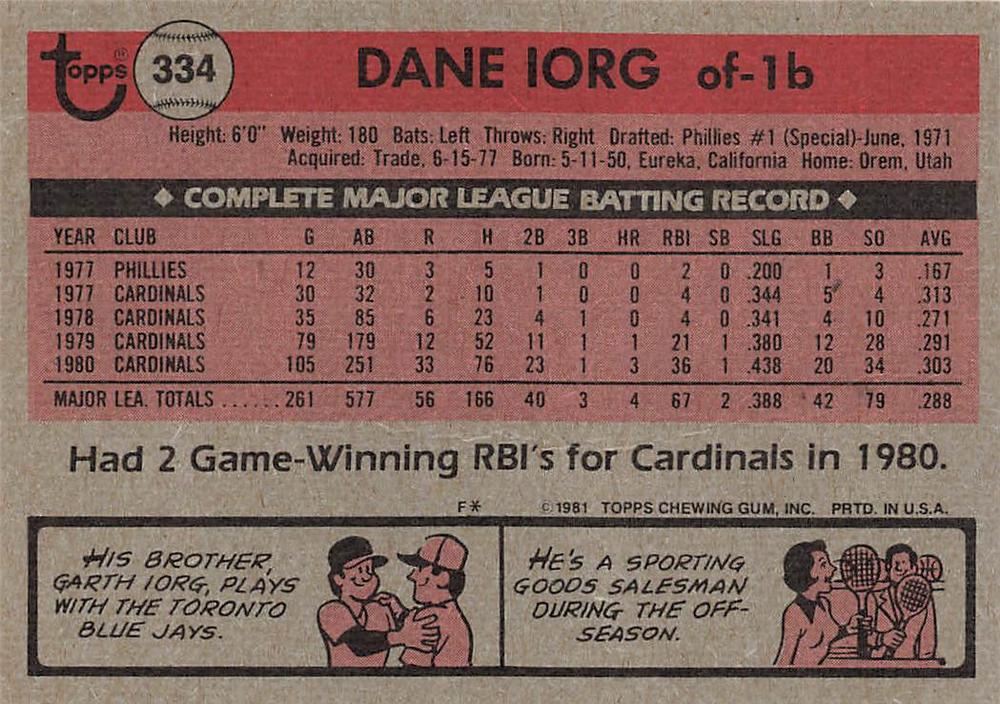 Topps® 334 DANE IORG of-1b
Height: 6'0" Weight: 180 Bats: Left Throws: Right Drafted: Phillies #1 (Special)-June, 1971
Acquired: Trade, 6-15-77 Born: 5-11-50, Eureka, California Home: Orem, Utah
◆ COMPLETE MAJOR LEAGUE BATTING RECORD ◆
YEAR CLUB G AB R H 2B 3B HR RBI SB SLG BB SO AVG
1977 PHILLIES 12 30 3 5 1 0 0 2 0 .200 1 3 .167
1977 CARDINALS 30 32 2 10 1 0 0 4 0 .344 5 4 .313
1978 CARDINALS 35 85 6 23 4 1 0 4 0 .341 4 10 .271
1979 CARDINALS 79 179 12 52 11 1 1 21 1 .380 12 28 .291
1980 CARDINALS 105 251 33 76 23 1 3 36 1 .438 20 34 .303
MAJOR LEA. TOTALS ...... 261 577 56 166 40 3 4 67 2 .388 42 79 .288
Had 2 Game-Winning RBI's for Cardinals in 1980.
F* © 1981 TOPPS CHEWING GUM, INC. PRTD. IN U.S.A.
HIS BROTHER,
GARTH IORG, PLAYS
WITH THE TORONTO
BLUE JAYS.
HE'S A SPORTING
GOODS SALESMAN
DURING THE OFF-
SEASON.